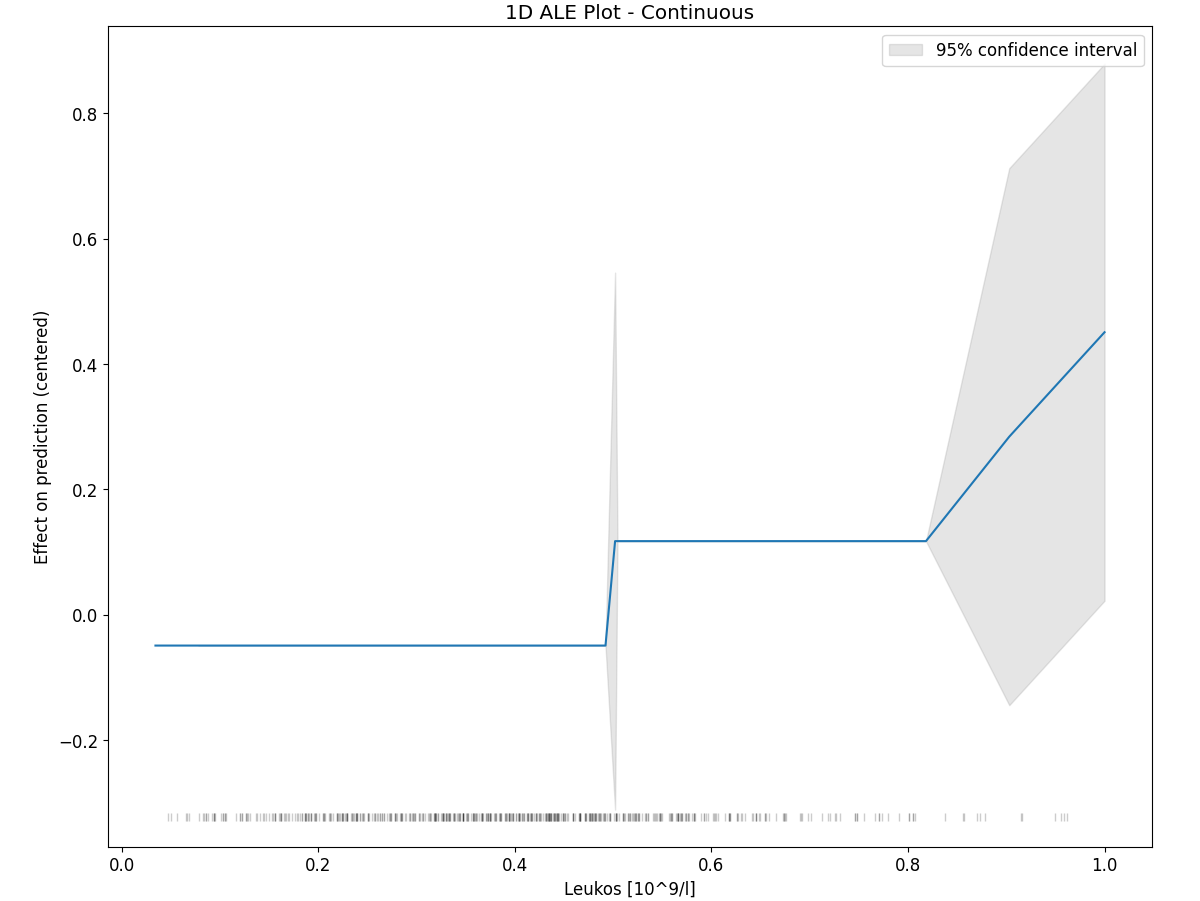 1D ALE Plot - Continuous
95% confidence interval
0.8
0.6
0.4
0.2
0.0
−0.2
Effect on prediction (centered)
0.0 0.2 0.4 0.6 0.8 1.0
Leukos [10^9/l]